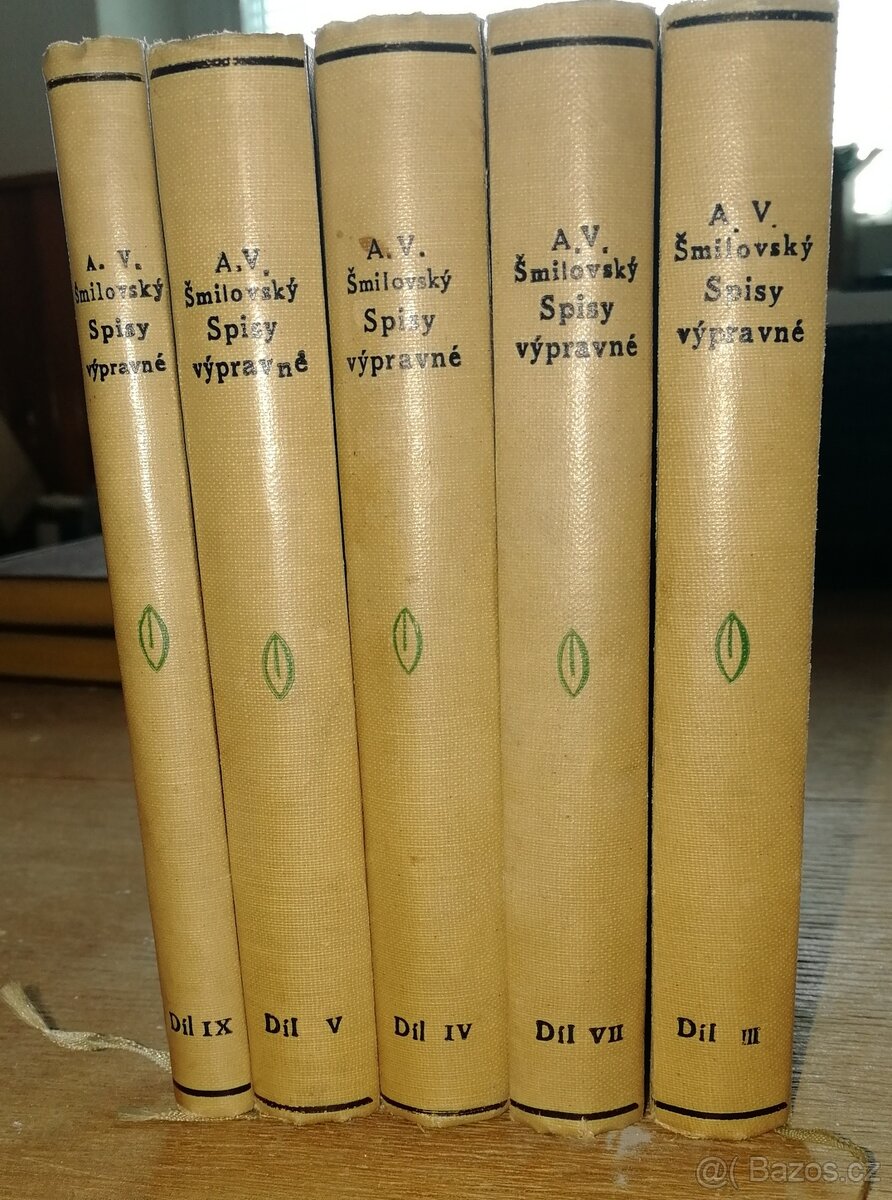 A. V.
Šmilovský
Spisy
výpravné
Díl IX
A. V.
Šmilovský
Spisy
výpravné
Díl V
A. V.
Šmilovský
Spisy
výpravné
Díl IV
A. V.
Šmilovský
Spisy
výpravné
Díl VII
A. V.
Šmilovský
Spisy
výpravné
Díl III
@( Bazos.cz